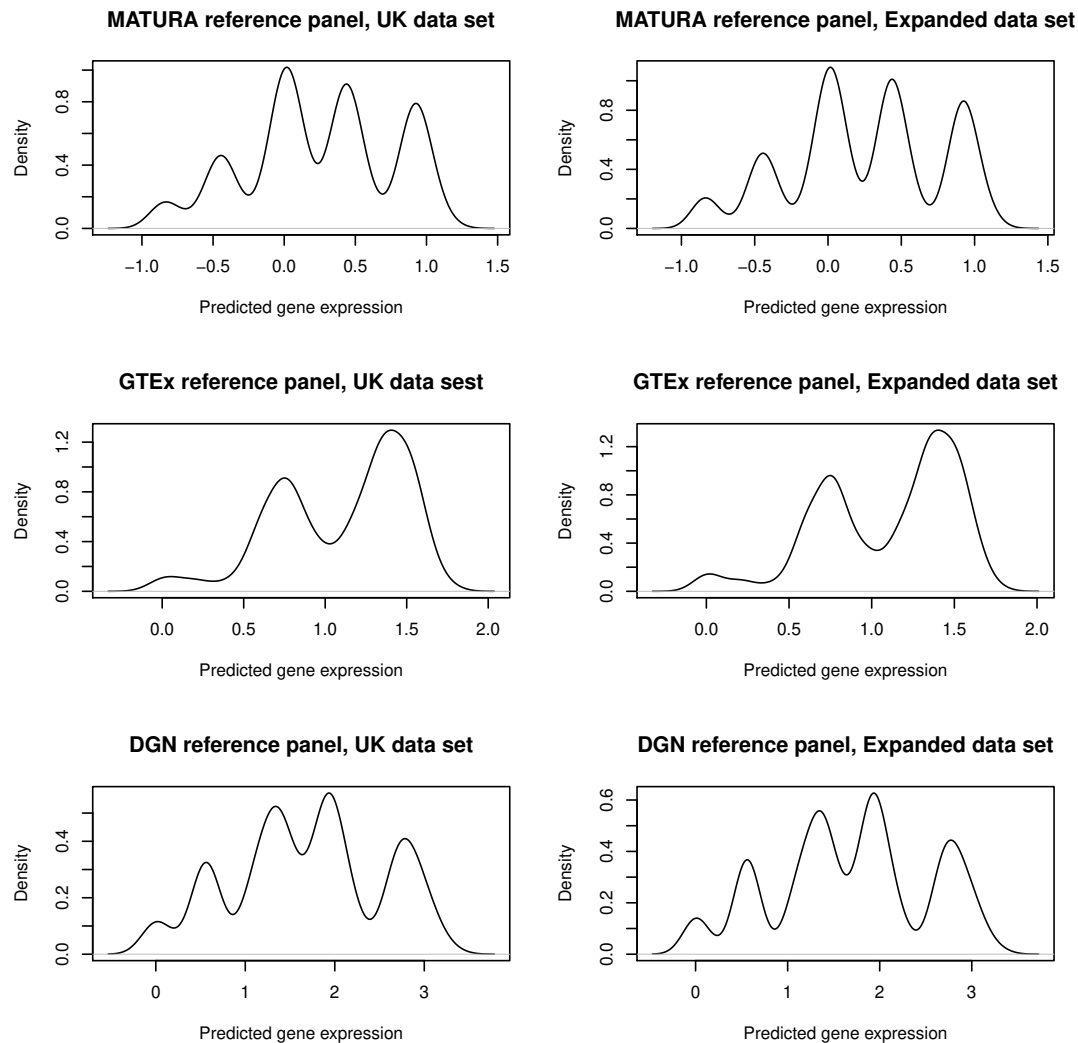 MATURA reference panel, UK data set
Density
0.0 0.4 0.8
−1.0 −0.5 0.0 0.5 1.0 1.5
Predicted gene expression
MATURA reference panel, Expanded data set
Density
0.0 0.4 0.8
−1.0 −0.5 0.0 0.5 1.0 1.5
Predicted gene expression
GTEx reference panel, UK data sest
Density
0.0 0.4 0.8 1.2
0.0 0.5 1.0 1.5 2.0
Predicted gene expression
GTEx reference panel, Expanded data set
Density
0.0 0.4 0.8 1.2
0.0 0.5 1.0 1.5 2.0
Predicted gene expression
DGN reference panel, UK data set
Density
0.0 0.2 0.4
0 1 2 3
Predicted gene expression
DGN reference panel, Expanded data set
Density
0.0 0.2 0.4 0.6
0 1 2 3
Predicted gene expression